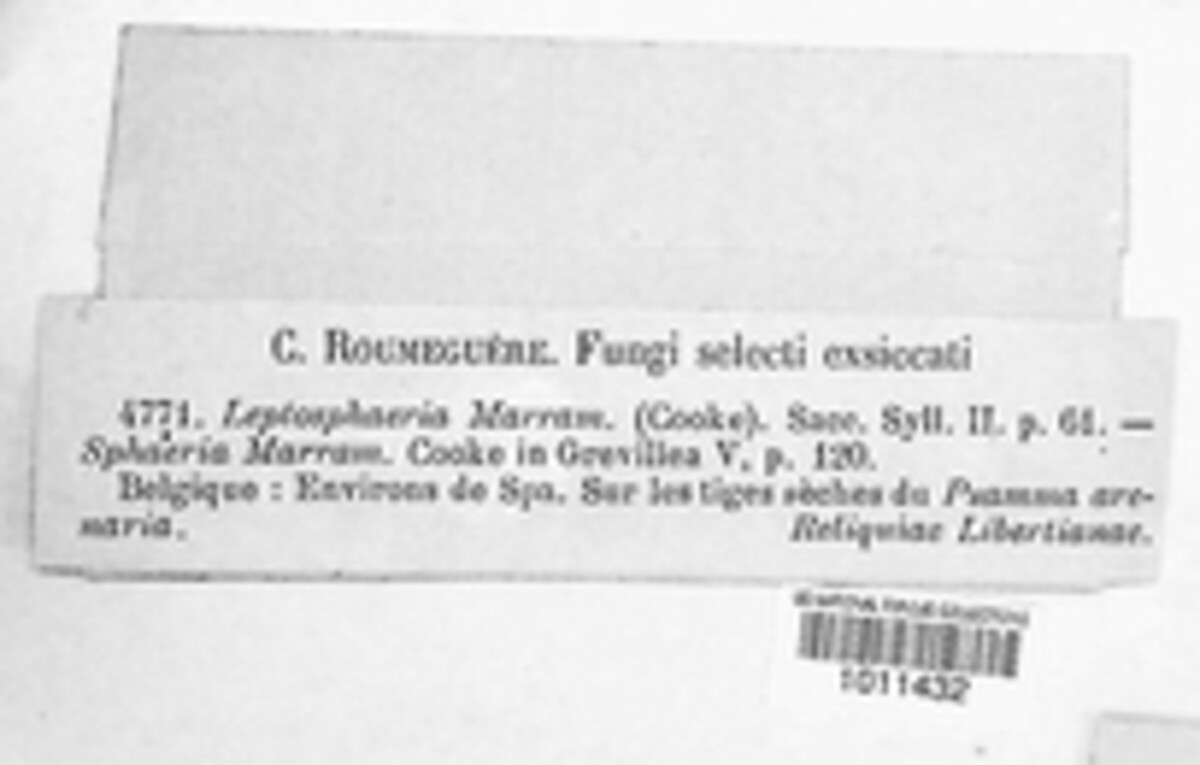 C. ROUMEGUÈRE. Fungi selecti exsiccati
4771. Leptosphaeria Marram. (Cooke). Sacc. Syll. II. p. 61. —
Sphaeria Marram. Cooke in Grevillea V, p. 120.
Belgique : Environs de Spa. Sur les tiges sèches du Psamma are-
naria. Reliquiae Libertianae.
1011432